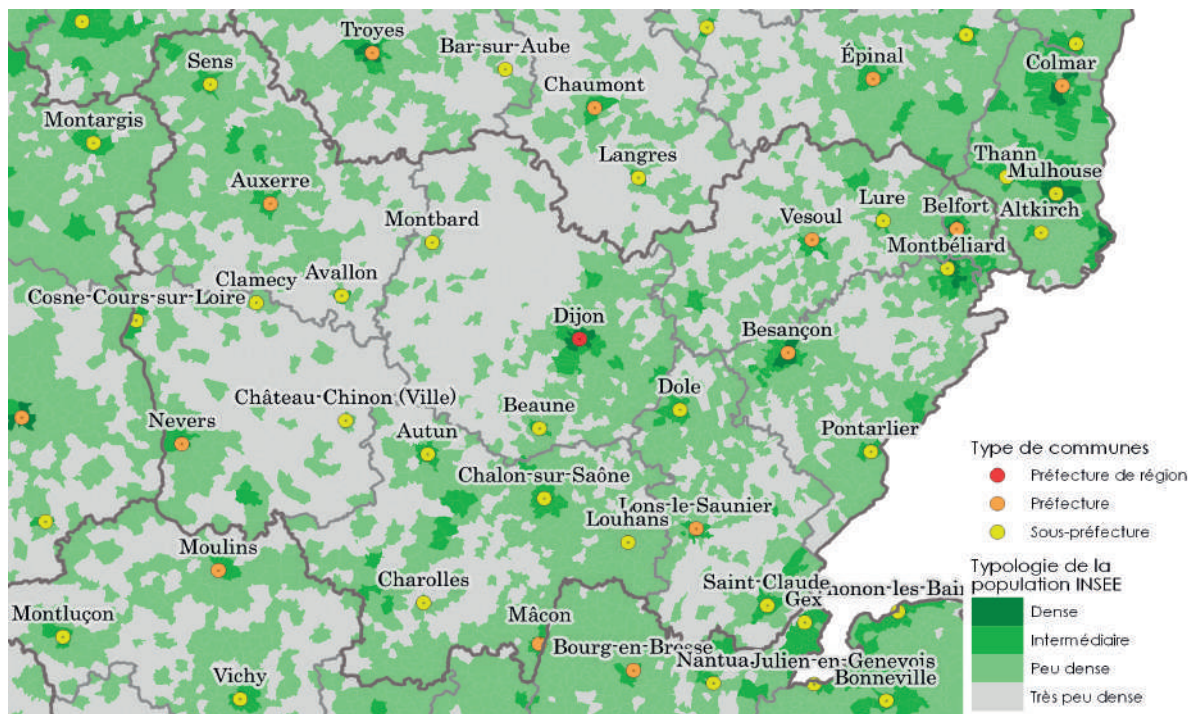 Troyes
Bar-sur-Aube
Sens
Épinal
Colmar
Chaumont
Montargis
Langres
Thann
Mulhouse
Auxerre
Lure
Belfort
Altkirch
Montbard
Vesoul
Montbéliard
Clamecy
Avallon
Cosne-Cours-sur-Loire
Dijon
Besançon
Dole
Château-Chinon (Ville)
Beaune
Nevers
Autun
Pontarlier
Chalon-sur-Saône
Lons-le-Saunier
Louhans
Moulins
Charolles
Saint-Claude
Gex
honon-les-Bai
Montluçon
Mâcon
Bourg-en-Bresse
Nantua
Julien-en-Genevois
Bonneville
Vichy
Type de communes
Préfecture de région
Préfecture
Sous-préfecture
Typologie de la
population INSEE
Dense
Intermédiaire
Peu dense
Très peu dense